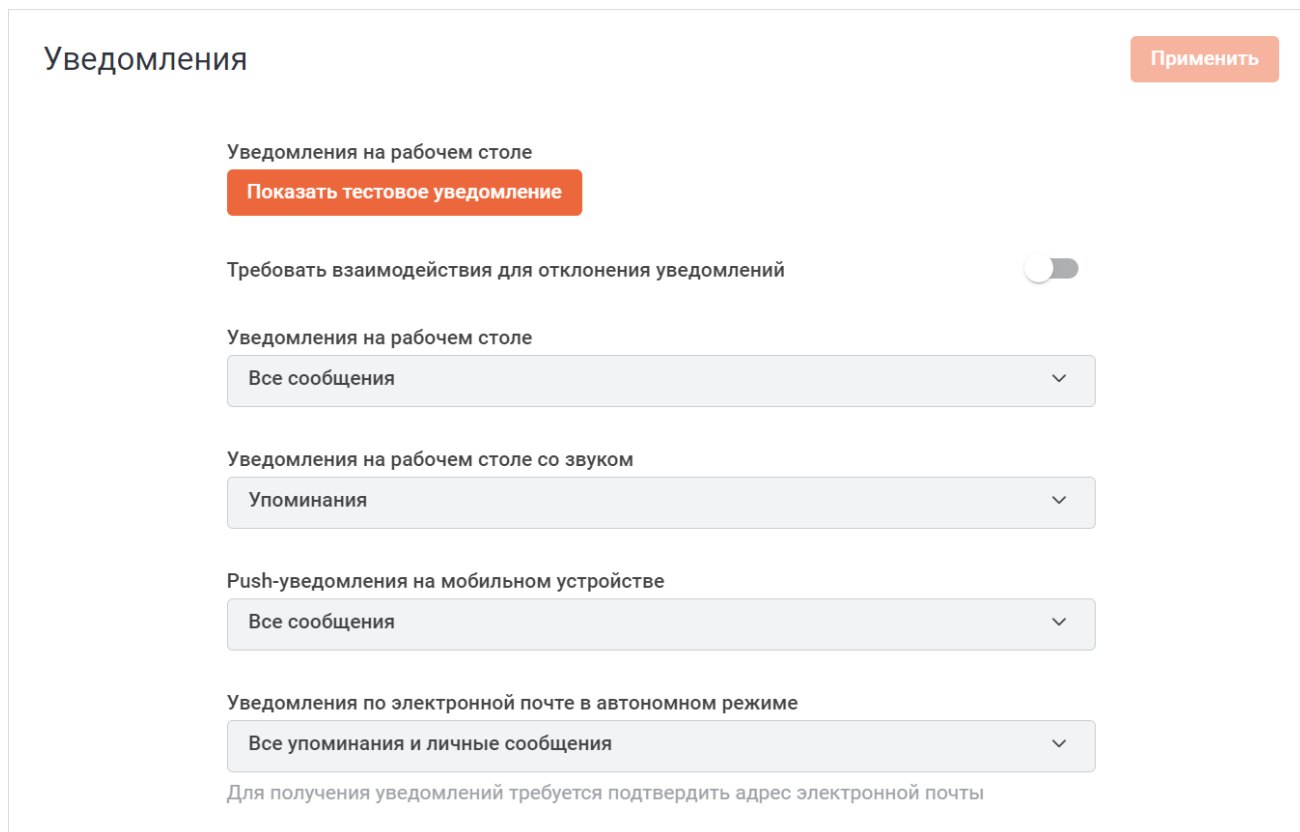 Уведомления
Применить
Уведомления на рабочем столе
Показать тестовое уведомление
Требовать взаимодействия для отклонения уведомлений
Уведомления на рабочем столе
Все сообщения
Уведомления на рабочем столе со звуком
Упоминания
Push-уведомления на мобильном устройстве
Все сообщения
Уведомления по электронной почте в автономном режиме
Все упоминания и личные сообщения
Для получения уведомлений требуется подтвердить адрес электронной почты